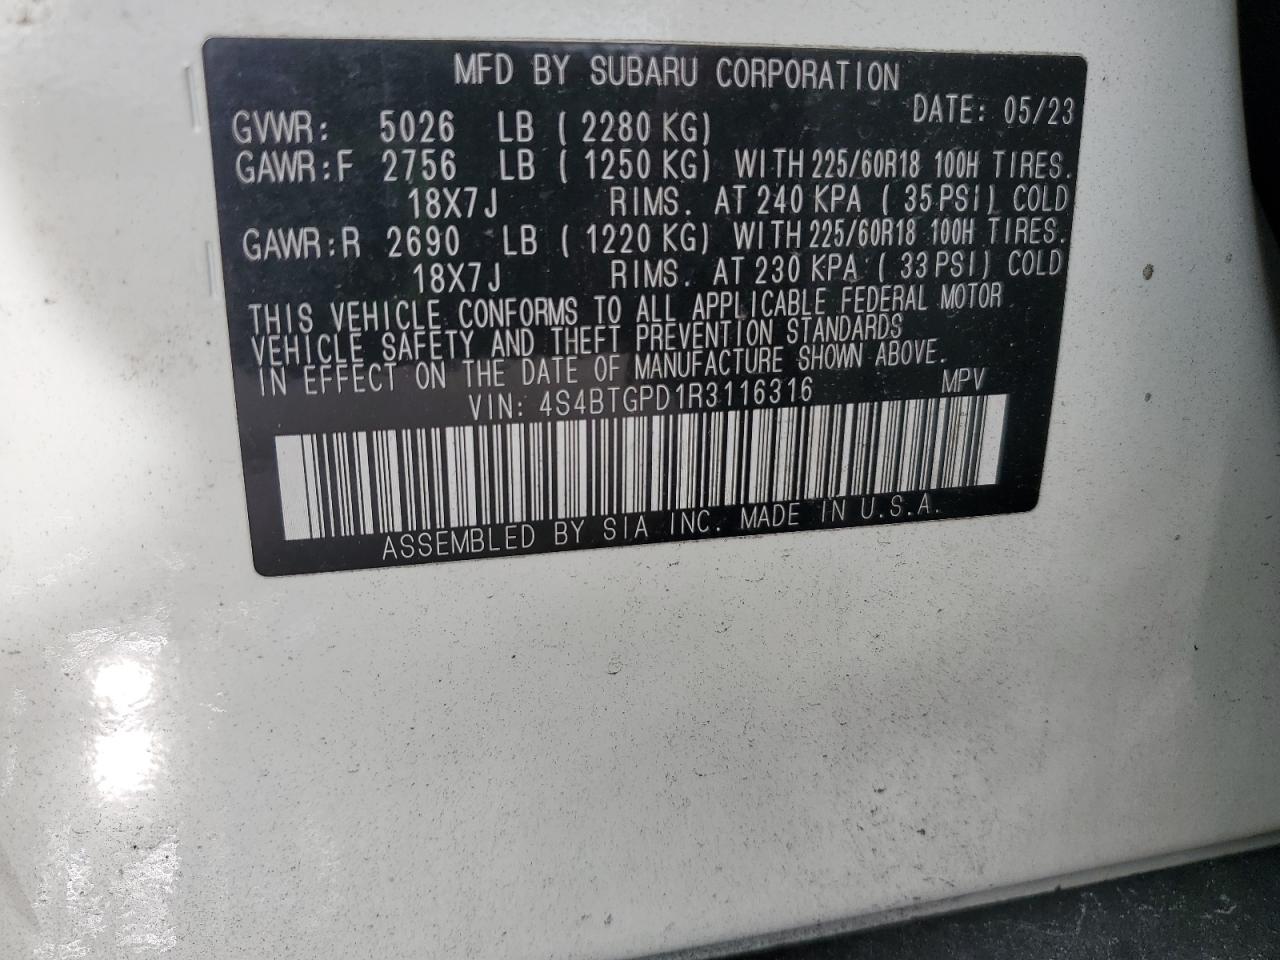 MFD BY SUBARU CORPORATION
DATE: 05/23
GVWR: 5026 LB ( 2280 KG)
GAWR:F 2756 LB ( 1250 KG) WITH 225/60R18 100H TIRES.
18X7J RIMS. AT 240 KPA ( 35 PSI) COLD
GAWR:R 2690 LB ( 1220 KG) WITH 225/60R18 100H TIRES.
18X7J RIMS. AT 230 KPA ( 33 PSI) COLD
THIS VEHICLE CONFORMS TO ALL APPLICABLE FEDERAL MOTOR
VEHICLE SAFETY AND THEFT PREVENTION STANDARDS
IN EFFECT ON THE DATE OF MANUFACTURE SHOWN ABOVE.
VIN: 4S4BTGPD1R3116316 MPV
ASSEMBLED BY SIA INC. MADE IN U.S.A.